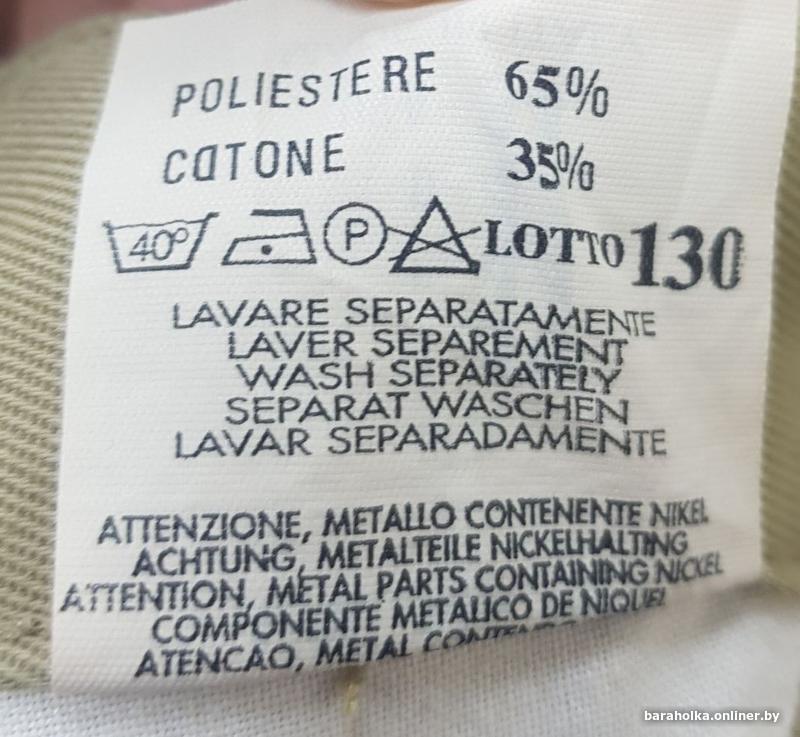 POLIESTERE 65%
COTONE 35%
40° P LOTTO 130
LAVARE SEPARATAMENTE
LAVER SEPAREMENT
WASH SEPARATELY
SEPARAT WASCHEN
LAVAR SEPARADAMENTE
ATTENZIONE, METALLO CONTENENTE NIKEL
ACHTUNG, METALTEILE NICKELHALTING
ATTENTION, METAL PARTS CONTAINING NICKEL
COMPONENTE METALICO DE NIQUEL
ATENCAO, METAL
baraholka.onliner.by